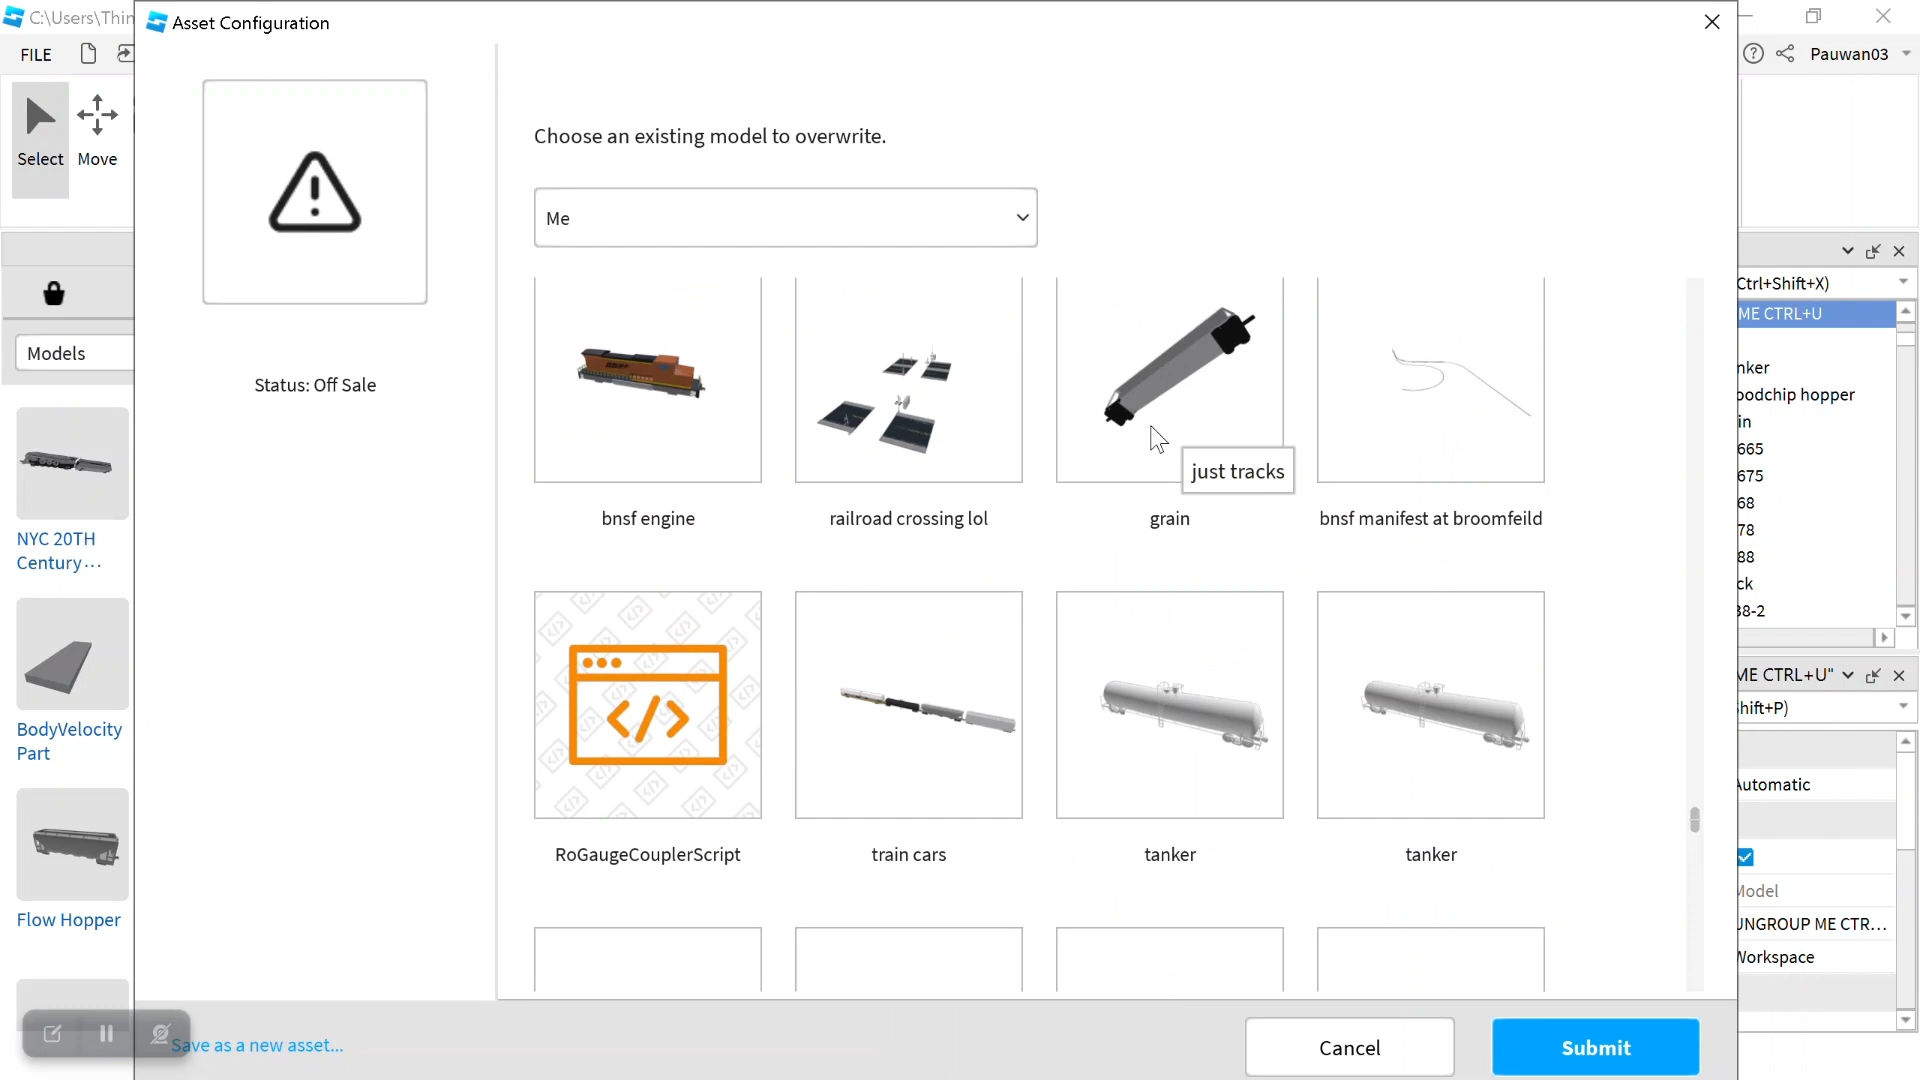 C:\Users\Thin
Asset Configuration
FILE
Pauwan03
Select
Move
Models
NYC 20TH
Century...
BodyVelocity
Part
Flow Hopper
Status: Off Sale
Choose an existing model to overwrite.
Me
just tracks
bnsf engine
railroad crossing lol
grain
bnsf manifest at broomfeild
RoGaugeCouplerScript
train cars
tanker
tanker
Save as a new asset...
Cancel
Submit
Ctrl+Shift+X)
ME CTRL+U
nker
oodchip hopper
in
665
675
68
78
88
ck
38-2
ME CTRL+U"
hift+P)
Automatic
Model
UNGROUP ME CTR...
Workspace